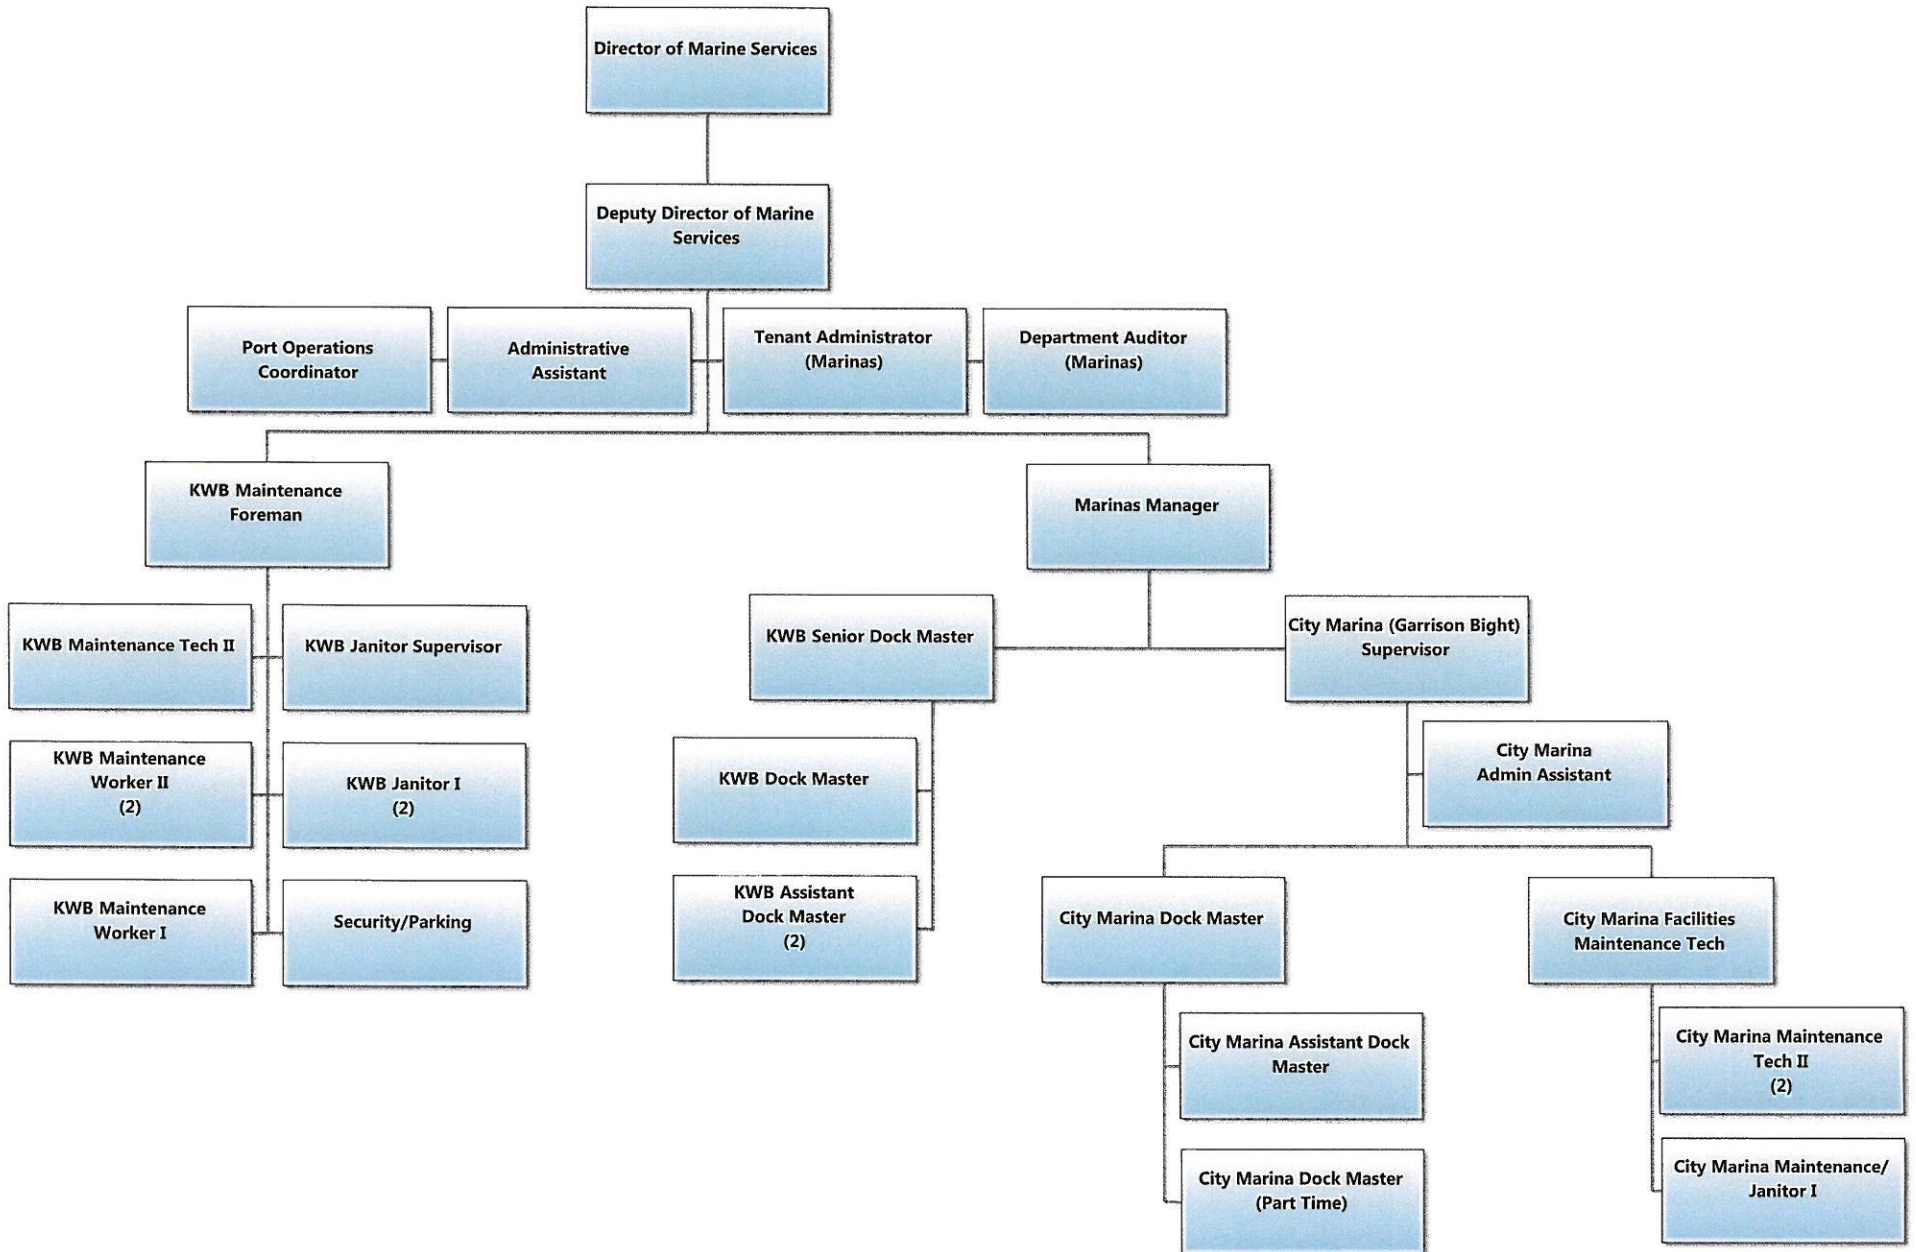 Director of Marine Services
Deputy Director of Marine
Services
Port Operations
Coordinator
Administrative
Assistant
Tenant Administrator
(Marinas)
Department Auditor
(Marinas)
KWB Maintenance
Foreman
Marinas Manager
KWB Maintenance Tech II
KWB Janitor Supervisor
KWB Maintenance
Worker II
(2)
KWB Janitor I
(2)
KWB Maintenance
Worker I
Security/Parking
KWB Senior Dock Master
City Marina (Garrison Bight)
Supervisor
KWB Dock Master
KWB Assistant
Dock Master
(2)
City Marina
Admin Assistant
City Marina Dock Master
City Marina Facilities
Maintenance Tech
City Marina Assistant Dock
Master
City Marina Dock Master
(Part Time)
City Marina Maintenance
Tech II
(2)
City Marina Maintenance/
Janitor I